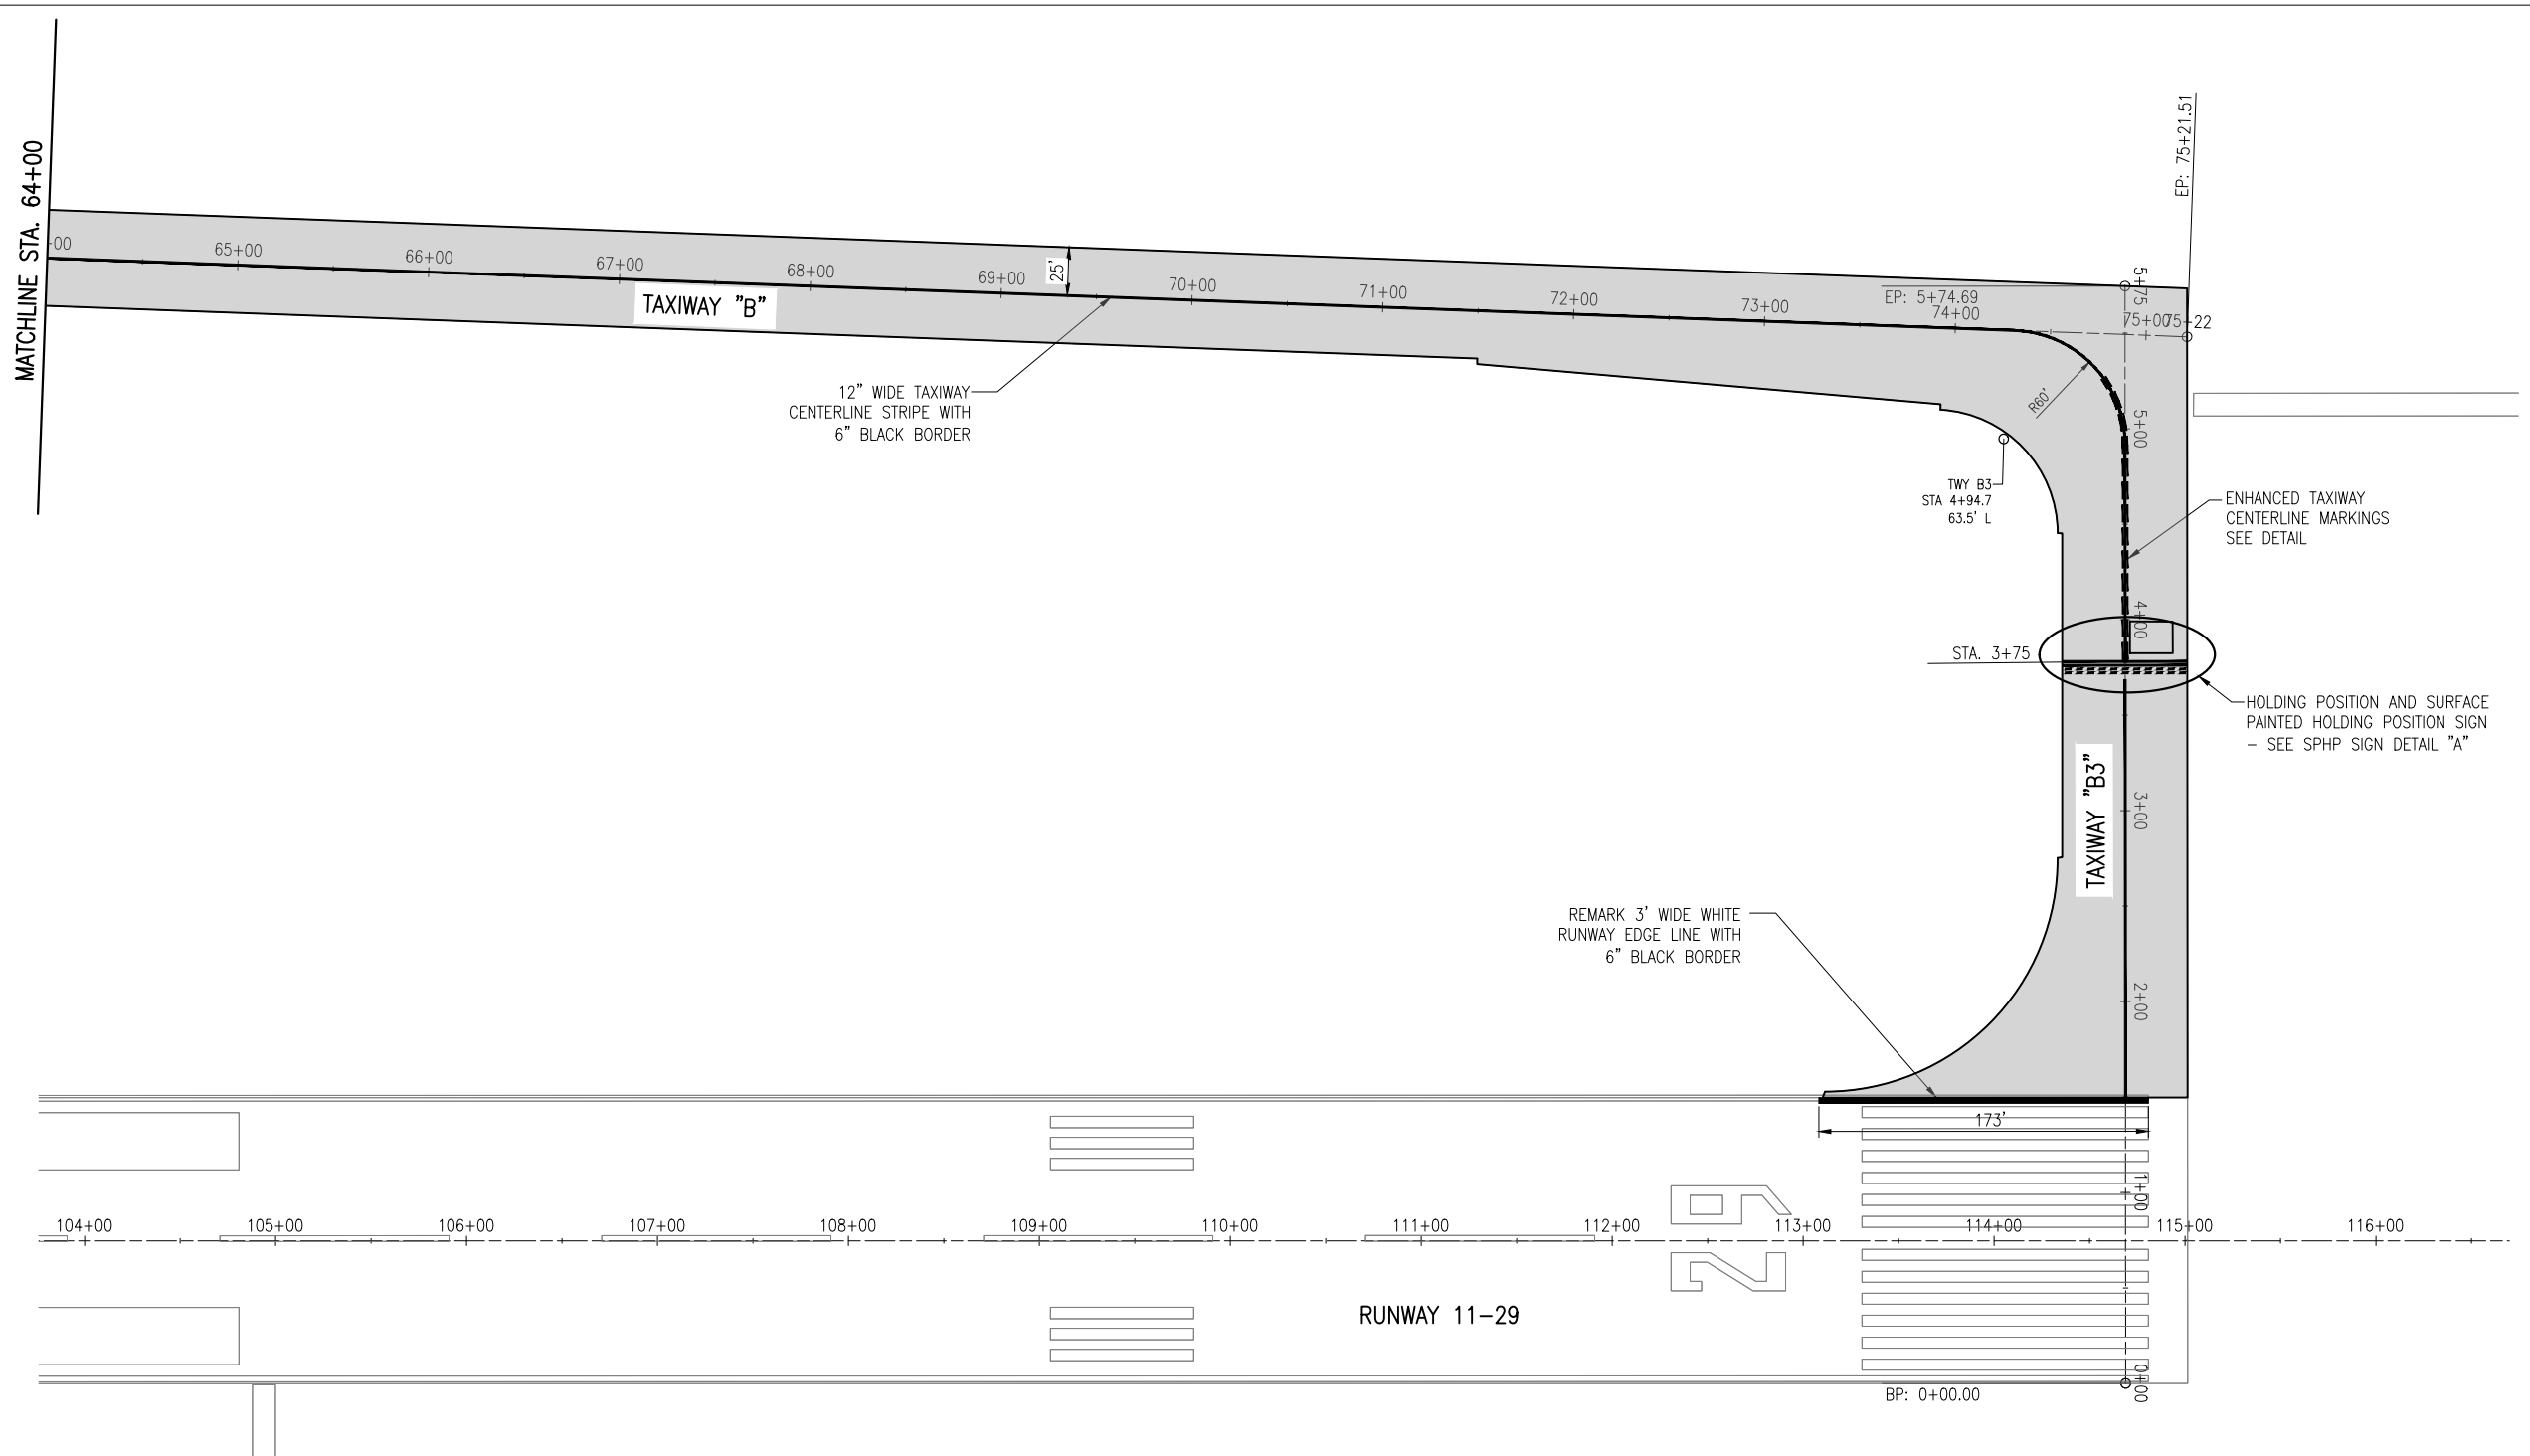 MATCHLINE STA. 64+00
EP: 75+21.51
-00
65+00
66+00
67+00
68+00
69+00
70+00
71+00
72+00
73+00
74+00
75+00
75+22
25'
TAXIWAY "B"
EP: 5+74.69
5+75
12" WIDE TAXIWAY
CENTERLINE STRIPE WITH
6" BLACK BORDER
R60'
5+00
TWY B3
STA 4+94.7
63.5' L
ENHANCED TAXIWAY
CENTERLINE MARKINGS
SEE DETAIL
4+00
STA. 3+75
HOLDING POSITION AND SURFACE
PAINTED HOLDING POSITION SIGN
- SEE SPHP SIGN DETAIL "A"
TAXIWAY "B3"
3+00
REMARK 3' WIDE WHITE
RUNWAY EDGE LINE WITH
6" BLACK BORDER
2+00
173'
1+00
104+00
105+00
106+00
107+00
108+00
109+00
110+00
111+00
112+00
113+00
114+00
115+00
116+00
29
RUNWAY 11-29
0+00
BP: 0+00.00